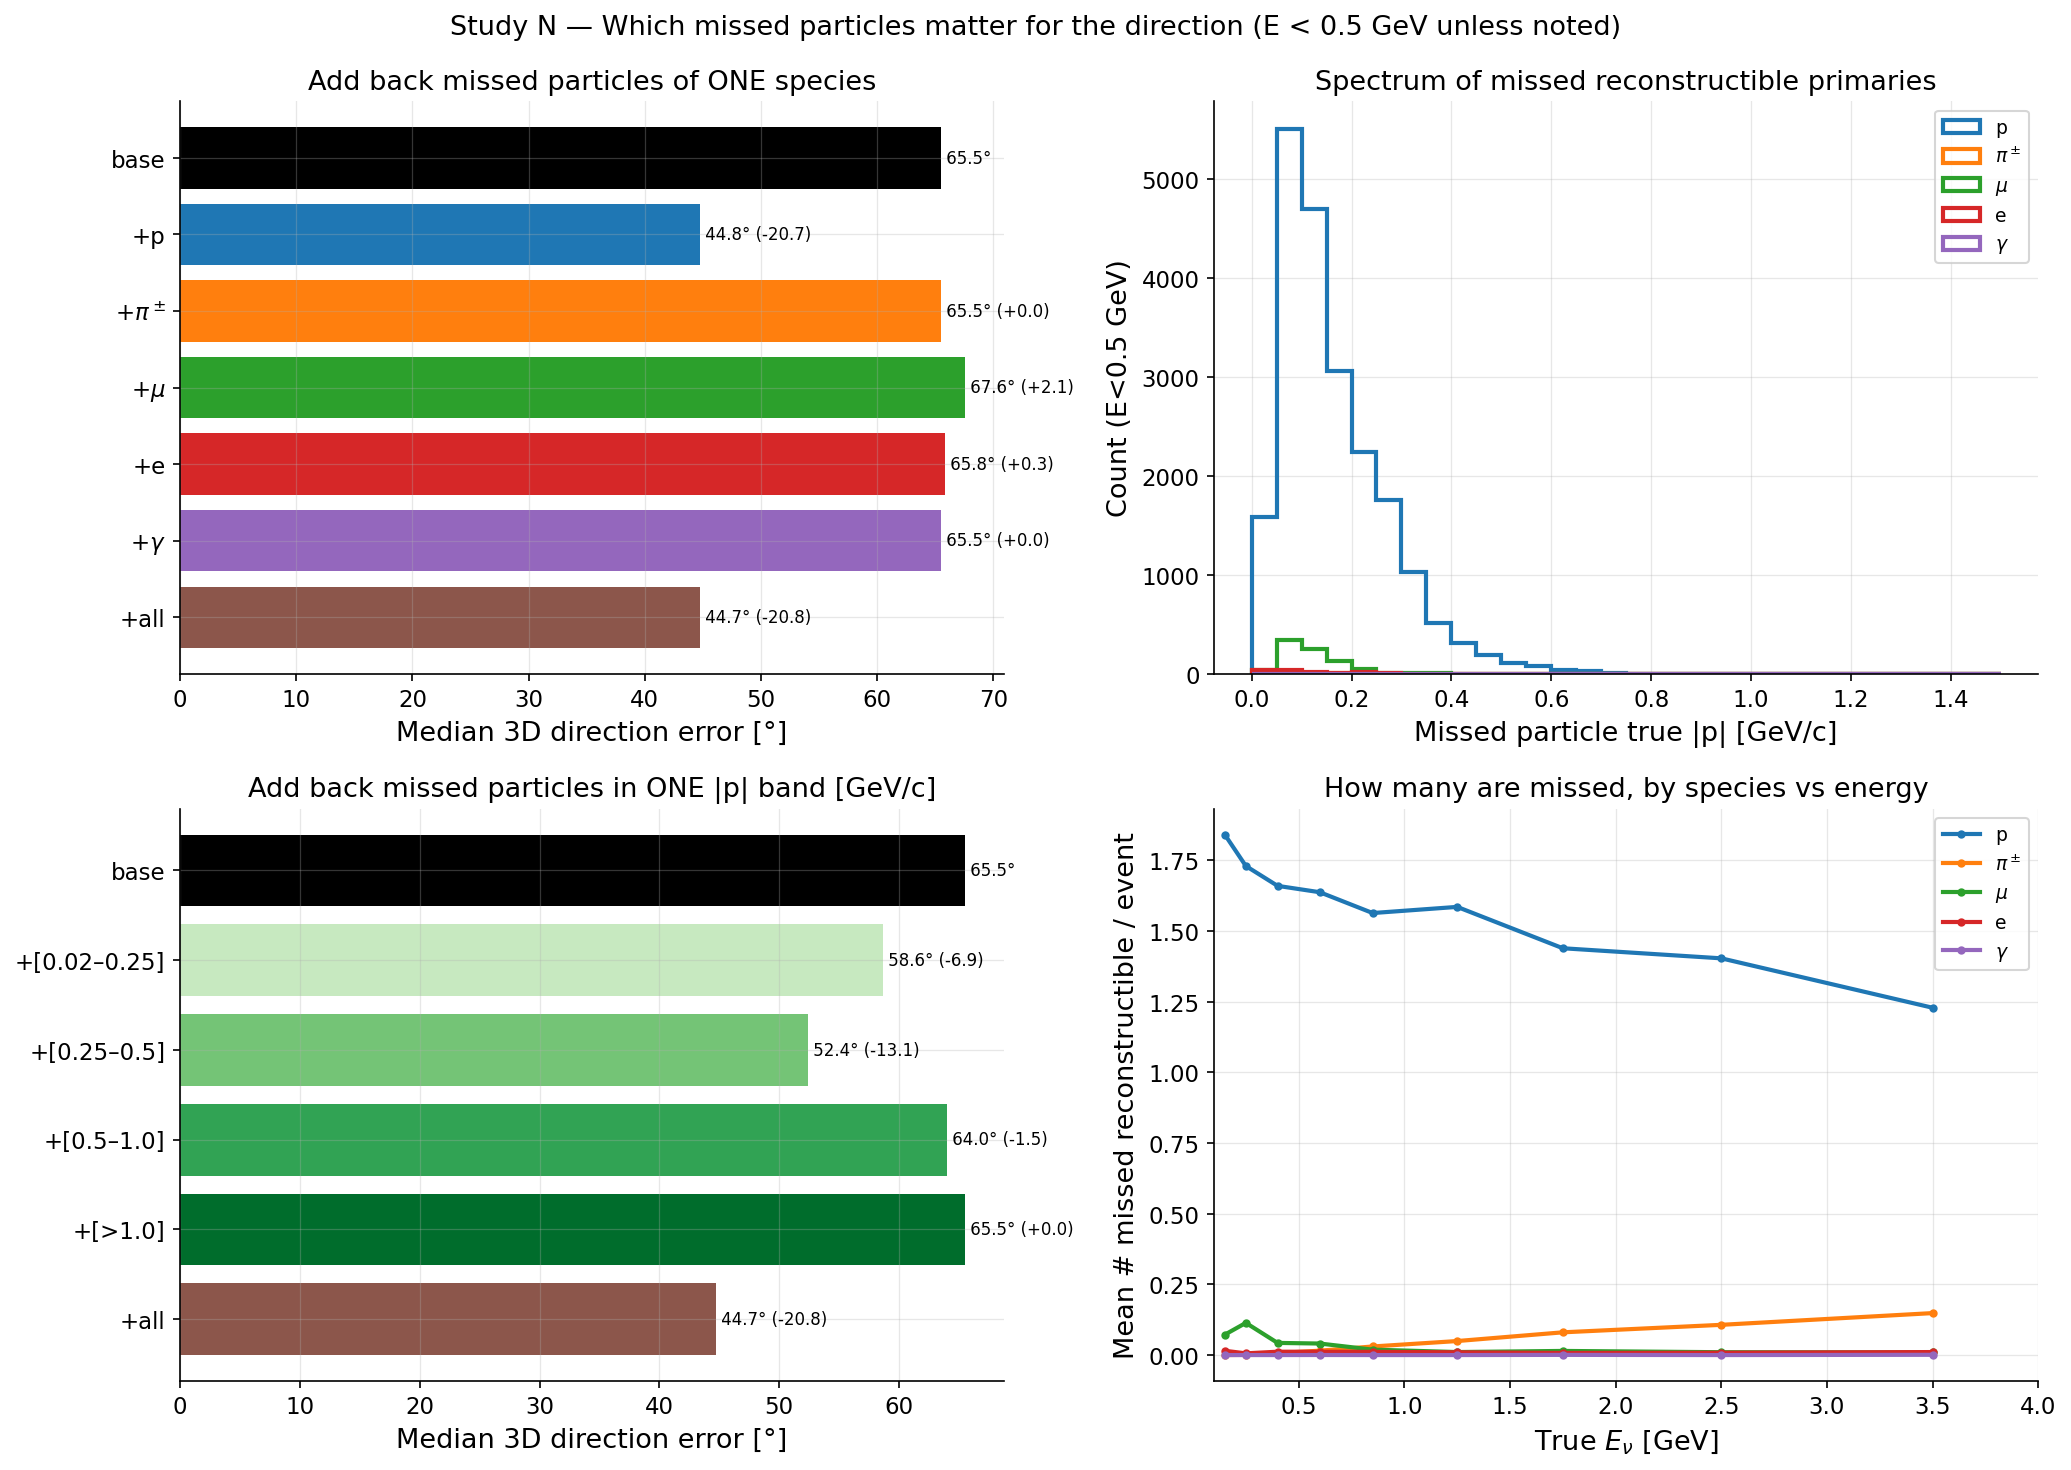 Study N — Which missed particles matter for the direction (E < 0.5 GeV unless noted)
Add back missed particles of ONE species
base
+p
+π±
+μ
+e
+γ
+all
65.5°
44.8° (-20.7)
65.5° (+0.0)
67.6° (+2.1)
65.8° (+0.3)
65.5° (+0.0)
44.7° (-20.8)
0 10 20 30 40 50 60 70
Median 3D direction error [°]
Spectrum of missed reconstructible primaries
Count (E<0.5 GeV)
5000
4000
3000
2000
1000
0
p
π±
μ
e
γ
0.0 0.2 0.4 0.6 0.8 1.0 1.2 1.4
Missed particle true |p| [GeV/c]
Add back missed particles in ONE |p| band [GeV/c]
base
+[0.02–0.25]
+[0.25–0.5]
+[0.5–1.0]
+[>1.0]
+all
65.5°
58.6° (-6.9)
52.4° (-13.1)
64.0° (-1.5)
65.5° (+0.0)
44.7° (-20.8)
0 10 20 30 40 50 60
Median 3D direction error [°]
How many are missed, by species vs energy
Mean # missed reconstructible / event
1.75
1.50
1.25
1.00
0.75
0.50
0.25
0.00
p
π±
μ
e
γ
0.5 1.0 1.5 2.0 2.5 3.0 3.5 4.0
True Eν [GeV]